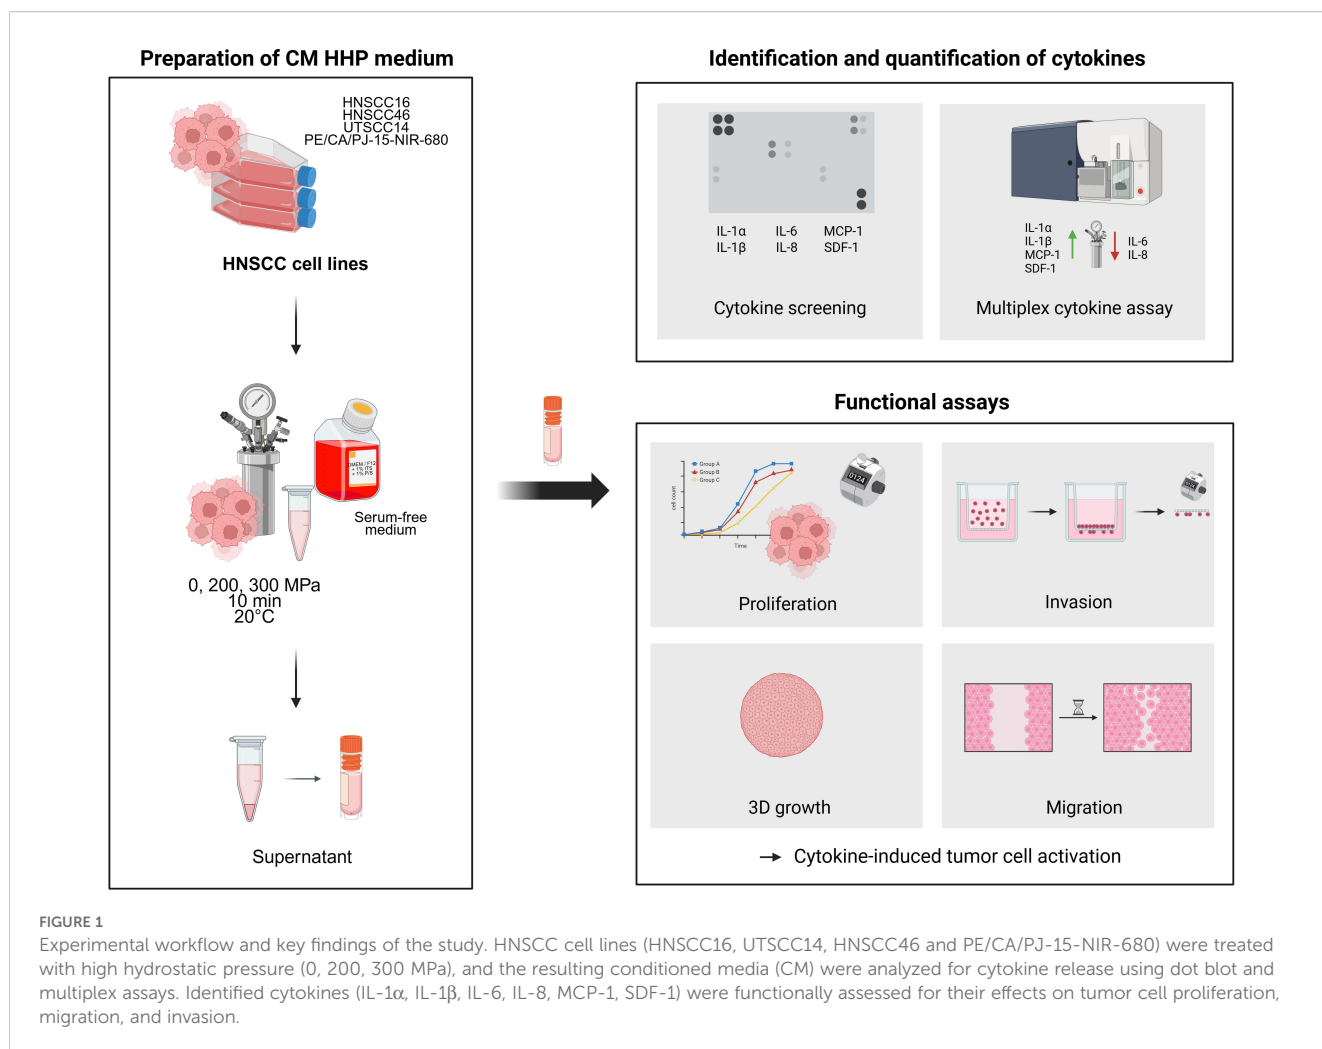 Preparation of CM HHP medium
HNSCC16
HNSCC46
UTSCC14
PE/CA/PJ-15-NIR-680
HNSCC cell lines
DMEM / F12
+ 1% ITS
+ 1% P/S
Serum-free
medium
0, 200, 300 MPa
10 min
20°C
Supernatant
Identification and quantification of cytokines
IL-1α IL-6 MCP-1
IL-1β IL-8 SDF-1
Cytokine screening
IL-1α
IL-1β
MCP-1
SDF-1
IL-6
IL-8
Multiplex cytokine assay
Functional assays
Group A
Group B
Group C
cell count
Time
0124
Proliferation
Invasion
3D growth
Migration
Cytokine-induced tumor cell activation
FIGURE 1
Experimental workflow and key findings of the study. HNSCC cell lines (HNSCC16, UTSCC14, HNSCC46 and PE/CA/PJ-15-NIR-680) were treated
with high hydrostatic pressure (0, 200, 300 MPa), and the resulting conditioned media (CM) were analyzed for cytokine release using dot blot and
multiplex assays. Identified cytokines (IL-1α, IL-1β, IL-6, IL-8, MCP-1, SDF-1) were functionally assessed for their effects on tumor cell proliferation,
migration, and invasion.